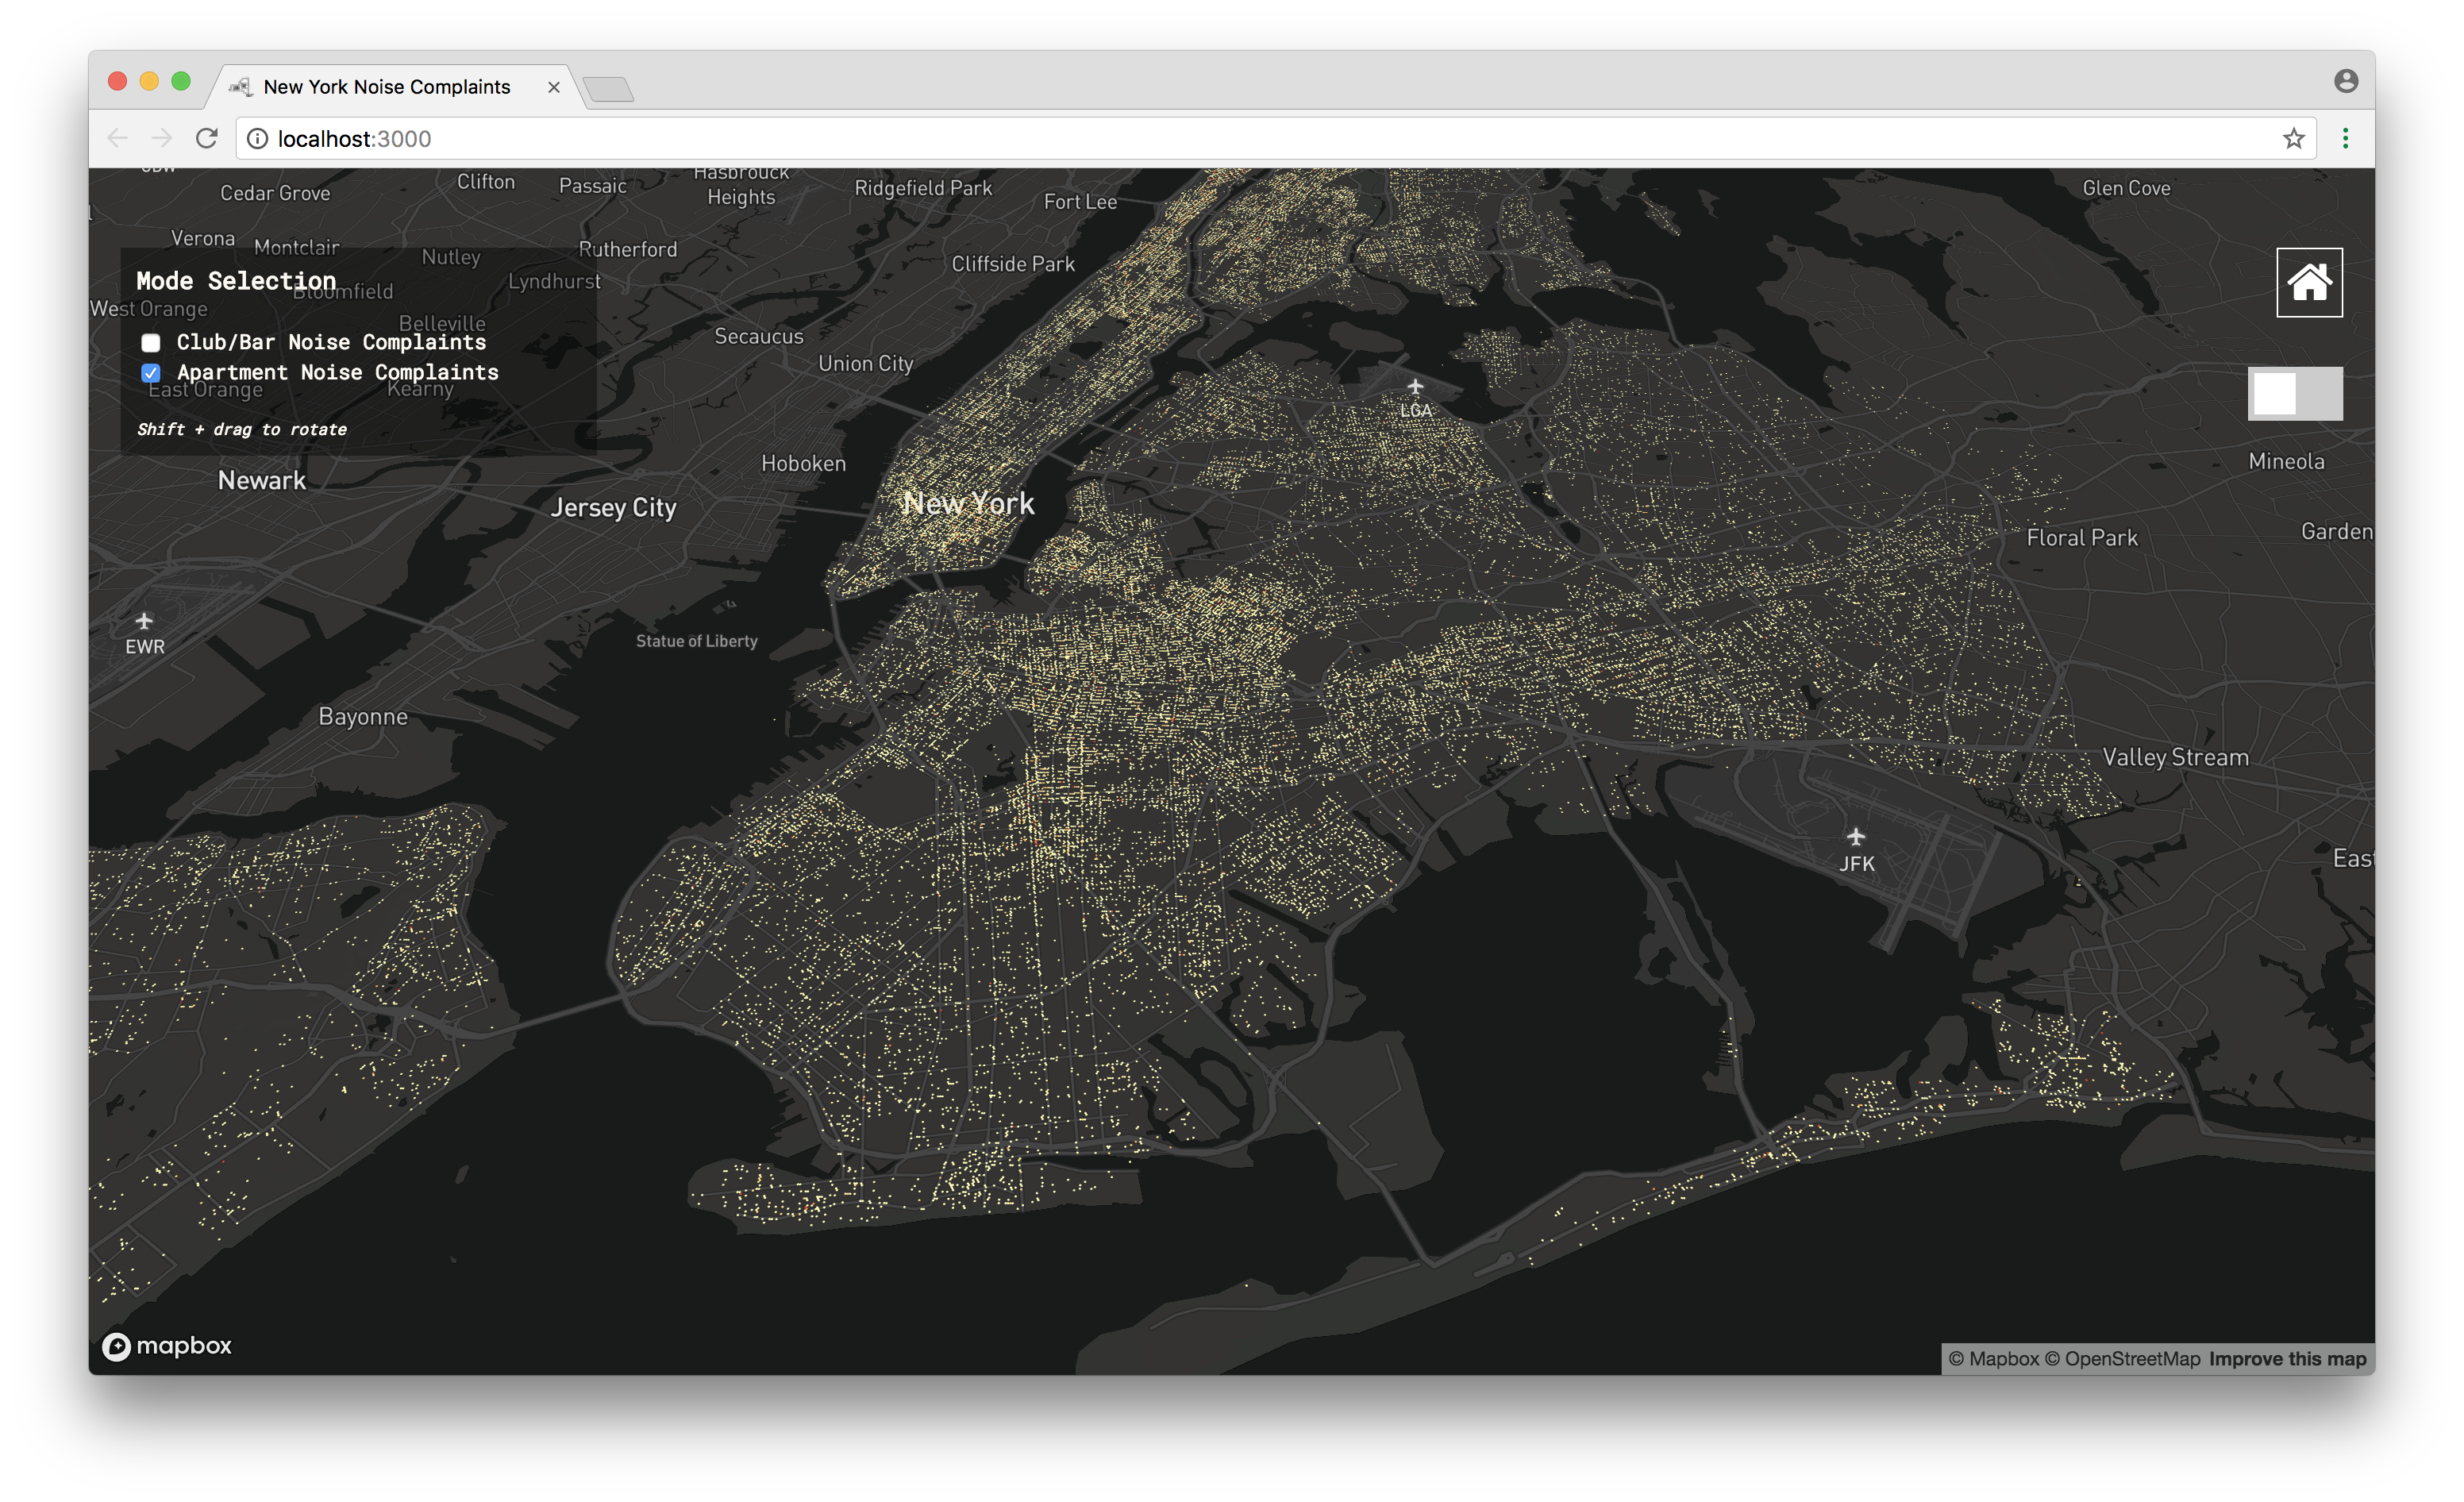 New York Noise Complaints
localhost:3000
Cedar Grove
Clifton
Passaic
Hasbrouck
Heights
Ridgefield Park
Fort Lee
Glen Cove
Verona
Montclair
Nutley
Rutherford
Cliffside Park
Mode Selection
Bloomfield
Lyndhurst
West Orange
Belleville
Secaucus
Union City
Club/Bar Noise Complaints
Apartment Noise Complaints
East Orange
Kearny
LGA
Shift + drag to rotate
Newark
Hoboken
Mineola
Jersey City
New York
Floral Park
Garden
EWR
Statue of Liberty
Bayonne
Valley Stream
JFK
East
mapbox
© Mapbox © OpenStreetMap Improve this map